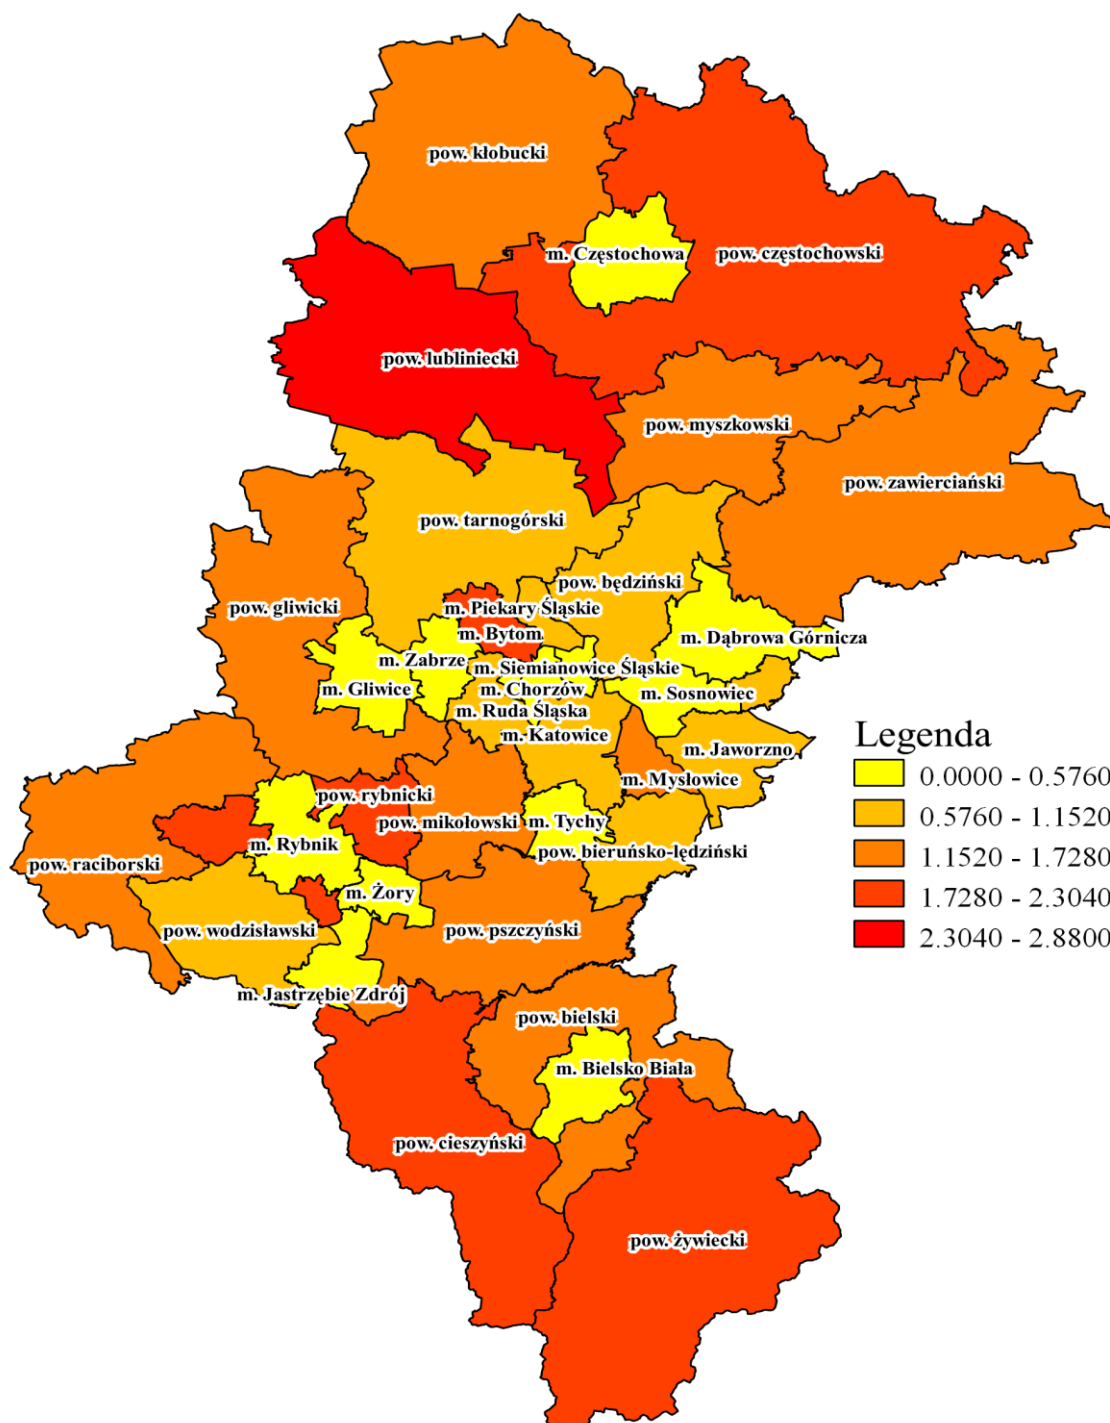 pow. kłobucki
m. Częstochowa
pow. częstochowski
pow. lubliniecki
pow. myszkowski
pow. zawierciański
pow. tarnogórski
pow. będziński
pow. gliwicki
m. Piekary Śląskie
m. Bytom
m. Dąbrowa Górnicza
m. Zabrze
m. Siemianowice Śląskie
m. Gliwice
m. Chorzów
m. Sosnowiec
m. Ruda Śląska
m. Katowice
m. Jaworzno
m. Mysłowice
pow. rybnicki
pow. mikołowski
m. Tychy
m. Rybnik
pow. bieruńsko-lędziński
pow. raciborski
m. Żory
pow. wodzisławski
pow. pszczyński
m. Jastrzębie Zdrój
pow. bielski
m. Bielsko Biała
pow. cieszyński
pow. żywiecki
Legenda
0.0000 - 0.5760
0.5760 - 1.1520
1.1520 - 1.7280
1.7280 - 2.3040
2.3040 - 2.8800